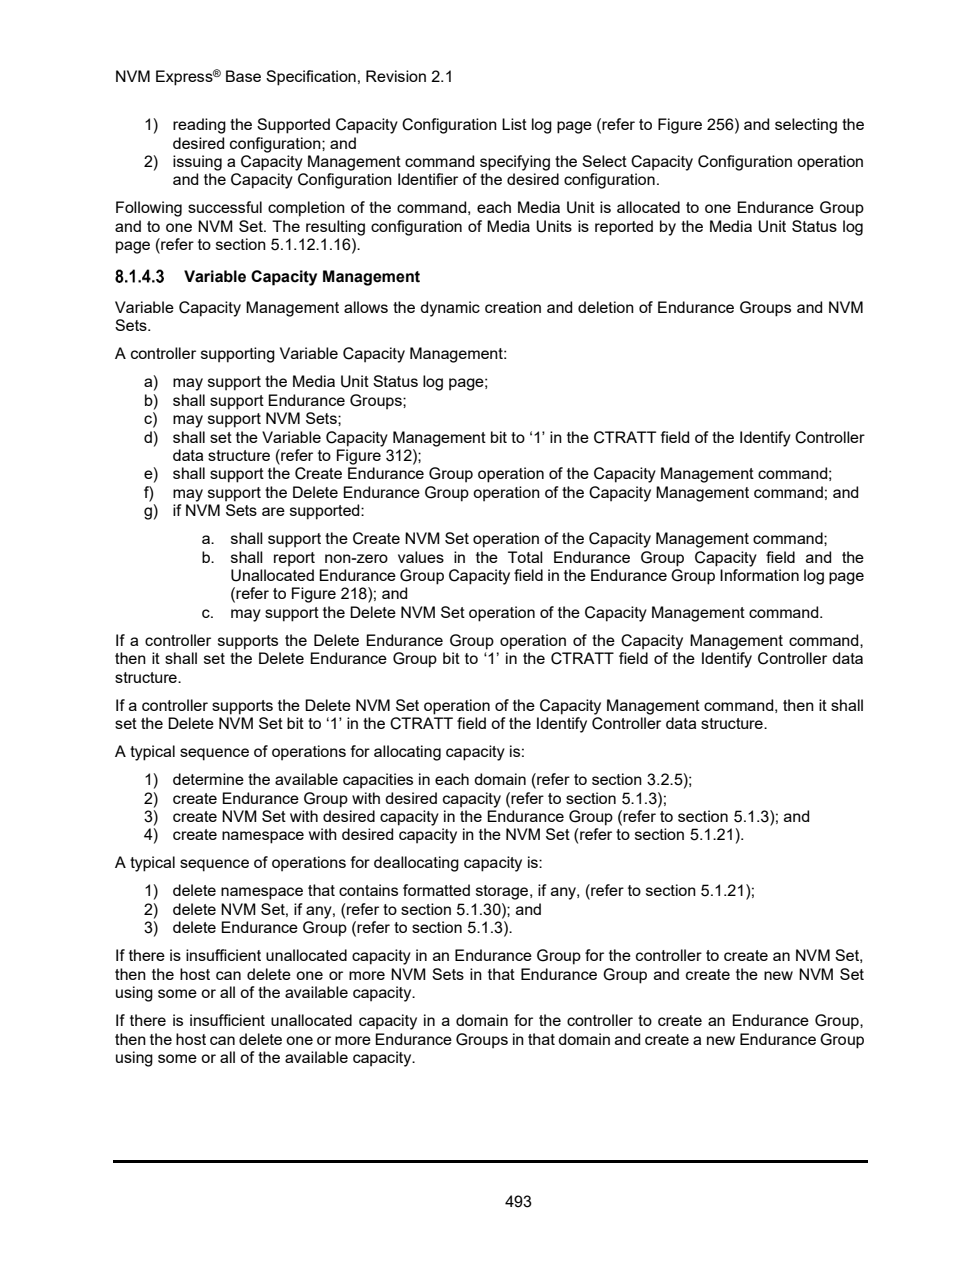 NVM Express® Base Specification, Revision 2.1
1) reading the Supported Capacity Configuration List log page (refer to Figure 256) and selecting the
desired configuration; and
2) issuing a Capacity Management command specifying the Select Capacity Configuration operation
and the Capacity Configuration Identifier of the desired configuration.
Following successful completion of the command, each Media Unit is allocated to one Endurance Group
and to one NVM Set. The resulting configuration of Media Units is reported by the Media Unit Status log
page (refer to section 5.1.12.1.16).
8.1.4.3 Variable Capacity Management
Variable Capacity Management allows the dynamic creation and deletion of Endurance Groups and NVM
Sets.
A controller supporting Variable Capacity Management:
a) may support the Media Unit Status log page;
b) shall support Endurance Groups;
c) may support NVM Sets;
d) shall set the Variable Capacity Management bit to ‘1’ in the CTRATT field of the Identify Controller
data structure (refer to Figure 312);
e) shall support the Create Endurance Group operation of the Capacity Management command;
f) may support the Delete Endurance Group operation of the Capacity Management command; and
g) if NVM Sets are supported:
a. shall support the Create NVM Set operation of the Capacity Management command;
b. shall report non-zero values in the Total Endurance Group Capacity field and the
Unallocated Endurance Group Capacity field in the Endurance Group Information log page
(refer to Figure 218); and
c. may support the Delete NVM Set operation of the Capacity Management command.
If a controller supports the Delete Endurance Group operation of the Capacity Management command,
then it shall set the Delete Endurance Group bit to ‘1’ in the CTRATT field of the Identify Controller data
structure.
If a controller supports the Delete NVM Set operation of the Capacity Management command, then it shall
set the Delete NVM Set bit to ‘1’ in the CTRATT field of the Identify Controller data structure.
A typical sequence of operations for allocating capacity is:
1) determine the available capacities in each domain (refer to section 3.2.5);
2) create Endurance Group with desired capacity (refer to section 5.1.3);
3) create NVM Set with desired capacity in the Endurance Group (refer to section 5.1.3); and
4) create namespace with desired capacity in the NVM Set (refer to section 5.1.21).
A typical sequence of operations for deallocating capacity is:
1) delete namespace that contains formatted storage, if any, (refer to section 5.1.21);
2) delete NVM Set, if any, (refer to section 5.1.30); and
3) delete Endurance Group (refer to section 5.1.3).
If there is insufficient unallocated capacity in an Endurance Group for the controller to create an NVM Set,
then the host can delete one or more NVM Sets in that Endurance Group and create the new NVM Set
using some or all of the available capacity.
If there is insufficient unallocated capacity in a domain for the controller to create an Endurance Group,
then the host can delete one or more Endurance Groups in that domain and create a new Endurance Group
using some or all of the available capacity.
493